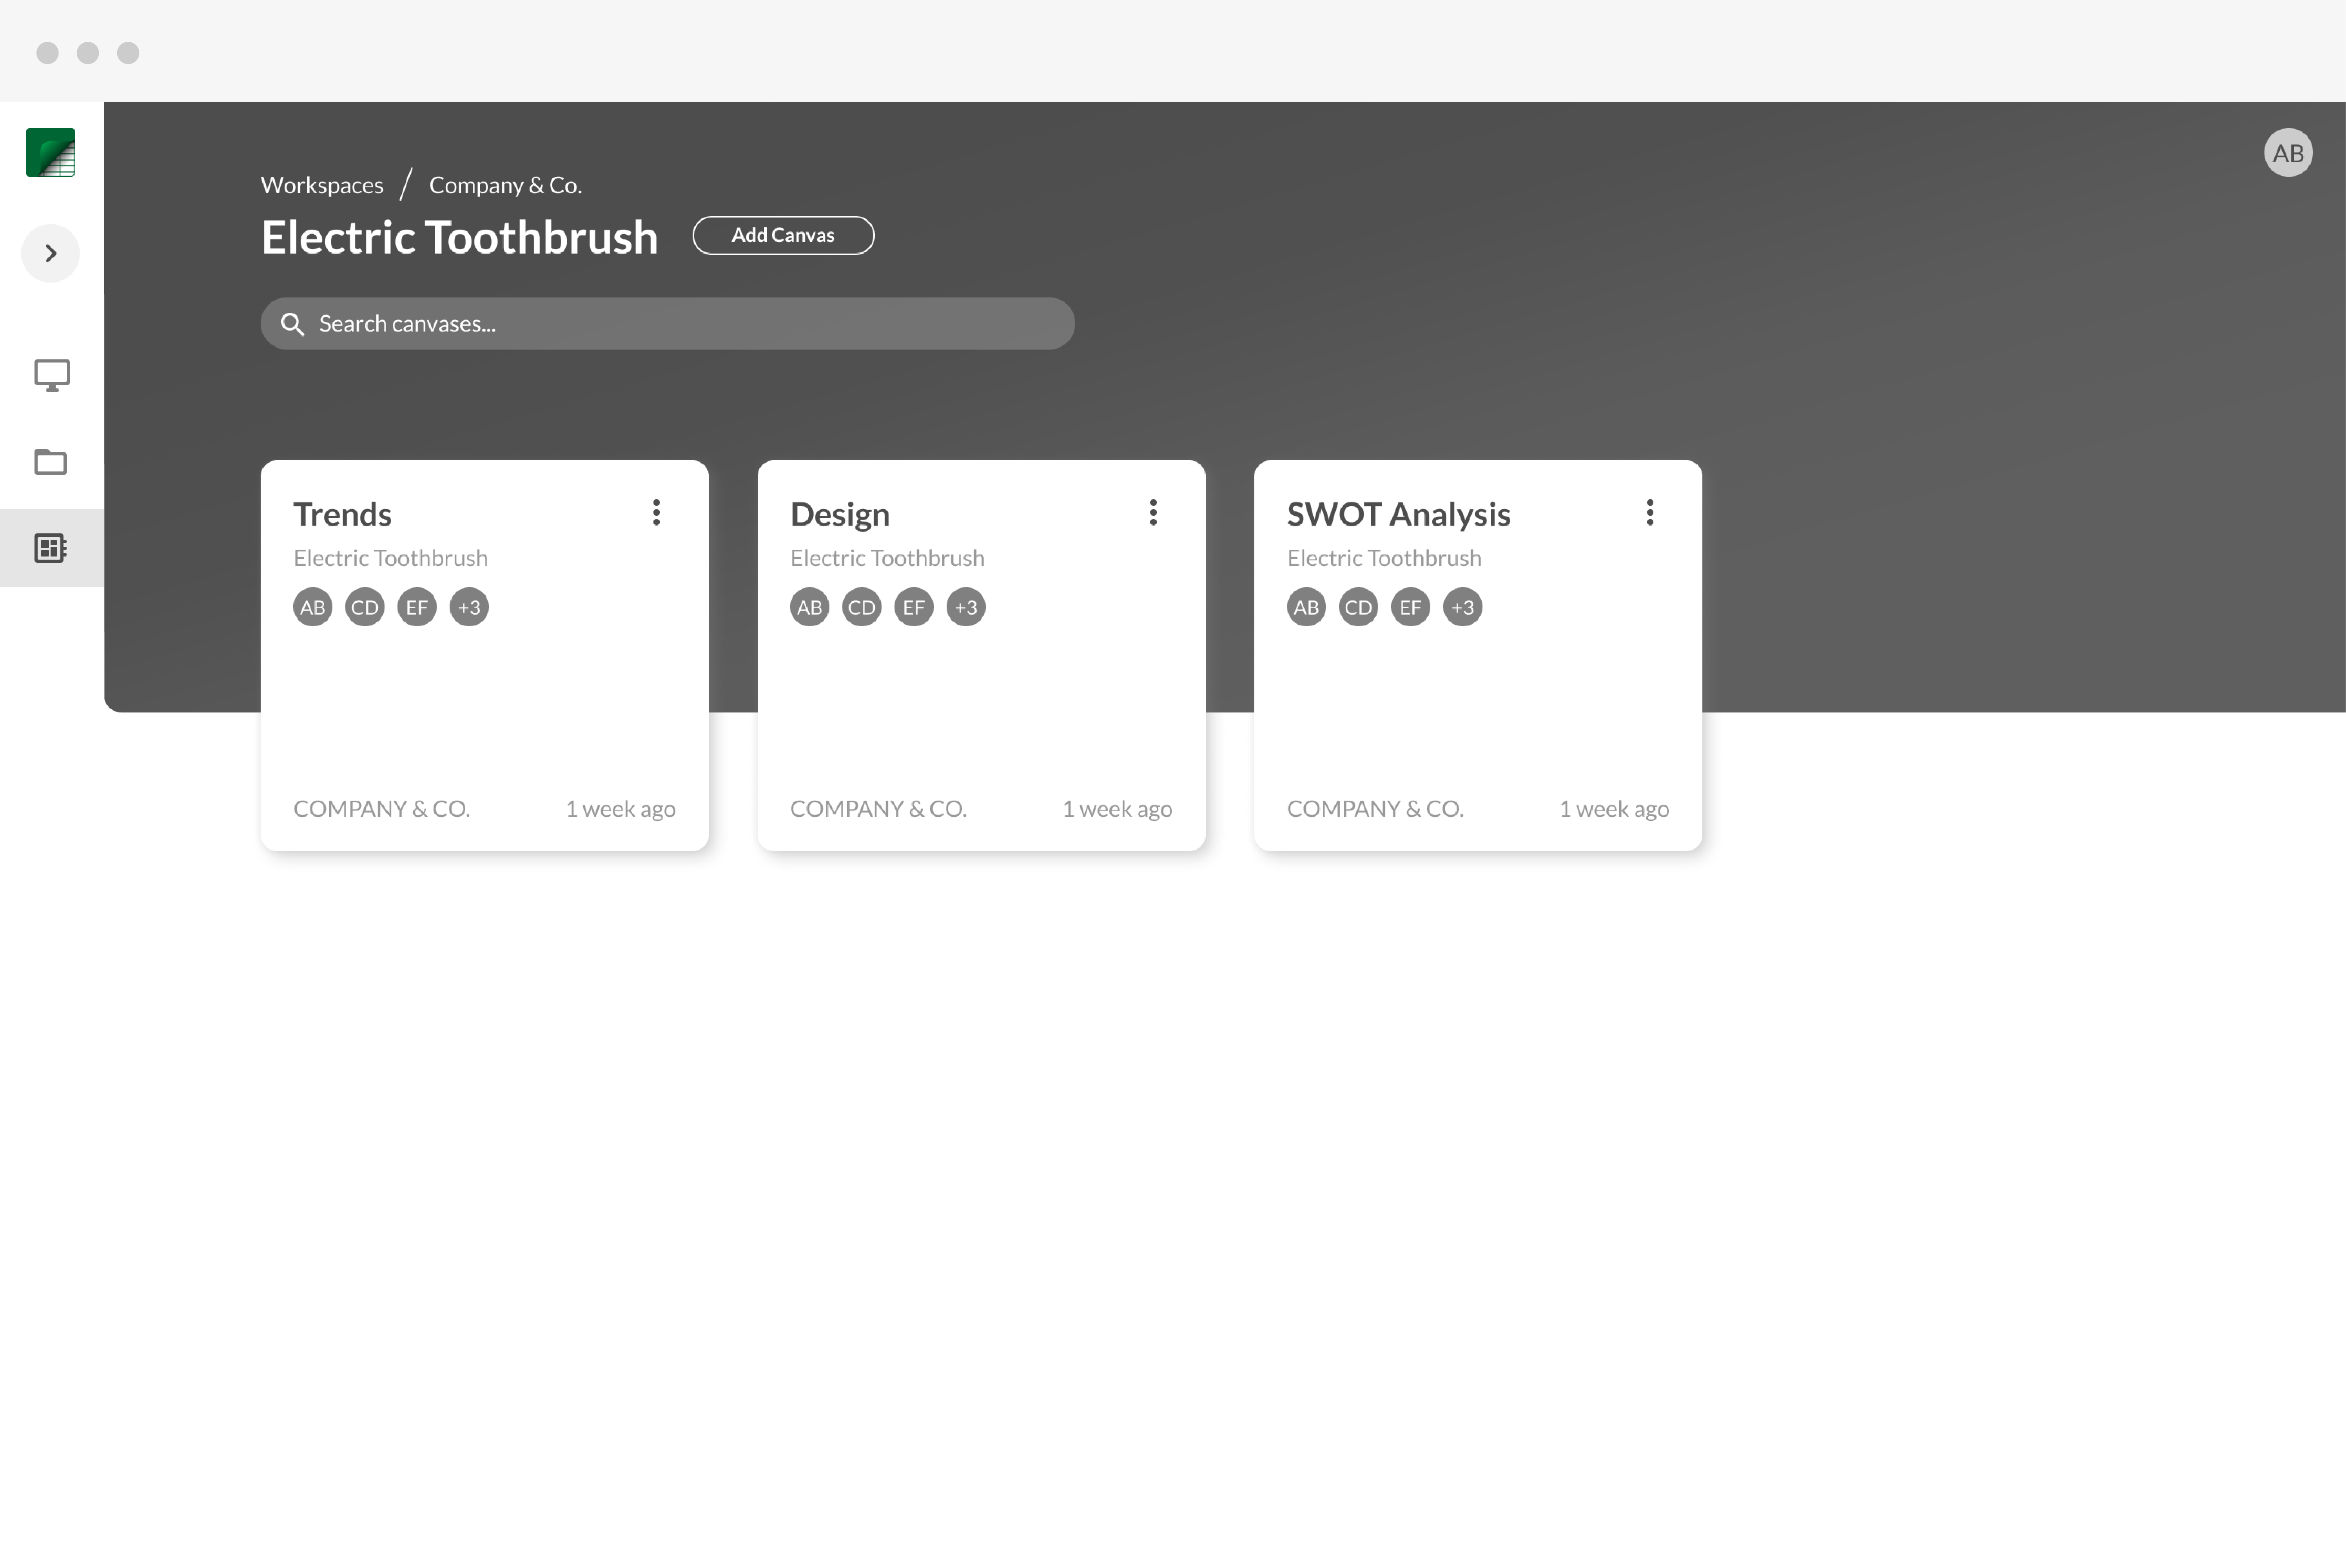 AB
Workspaces / Company & Co.
Electric Toothbrush
Add Canvas
Search canvases...
Trends
Electric Toothbrush
AB CD EF +3
COMPANY & CO. 1 week ago
Design
Electric Toothbrush
AB CD EF +3
COMPANY & CO. 1 week ago
SWOT Analysis
Electric Toothbrush
AB CD EF +3
COMPANY & CO. 1 week ago